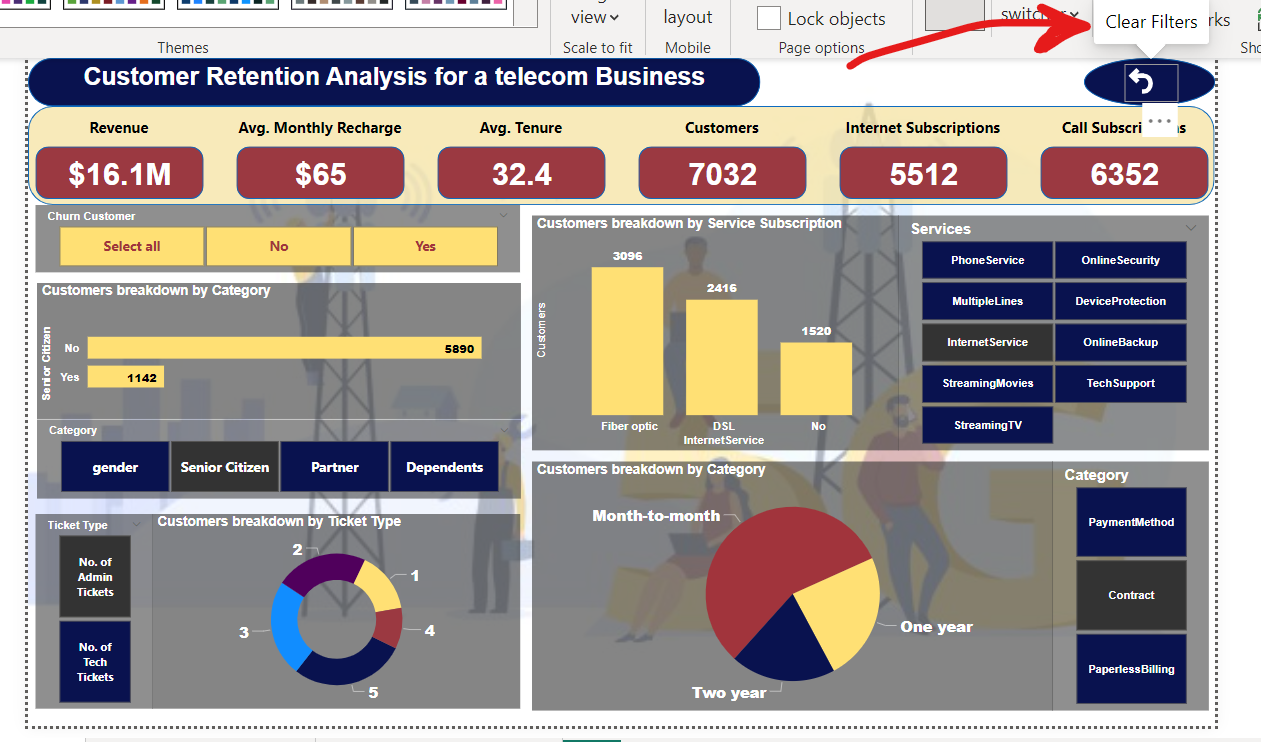 view
layout
Lock objects
Clear Filters
Themes
Scale to fit
Mobile
Page options
Customer Retention Analysis for a telecom Business
Revenue
Avg. Monthly Recharge
Avg. Tenure
Customers
Internet Subscriptions
$16.1M
$65
32.4
7032
5512
6352
Churn Customer
Select all
No
Yes
Customers breakdown by Category
Senior Citizen
No
5890
Yes
1142
Category
gender
Senior Citizen
Partner
Dependents
Ticket Type
No. of
Admin
Tickets
No. of
Tech
Tickets
Customers breakdown by Ticket Type
2
1
3
4
5
Customers breakdown by Service Subscription
Customers
3096
2416
1520
Fiber optic
DSL
No
InternetService
Services
PhoneService
OnlineSecurity
MultipleLines
DeviceProtection
InternetService
OnlineBackup
StreamingMovies
TechSupport
StreamingTV
Customers breakdown by Category
Month-to-month
One year
Two year
Category
PaymentMethod
Contract
PaperlessBilling